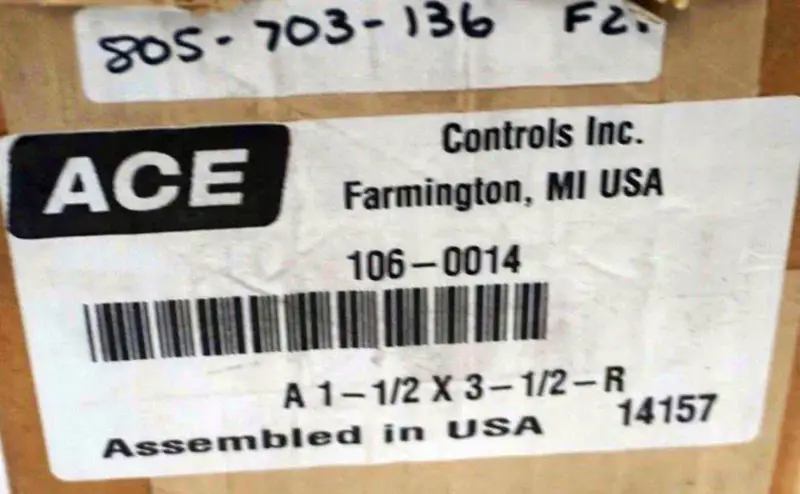 805-703-136 F2.
ACE
Controls Inc.
Farmington, MI USA
106-0014
A 1-1/2 X 3-1/2-R
14157
Assembled in USA